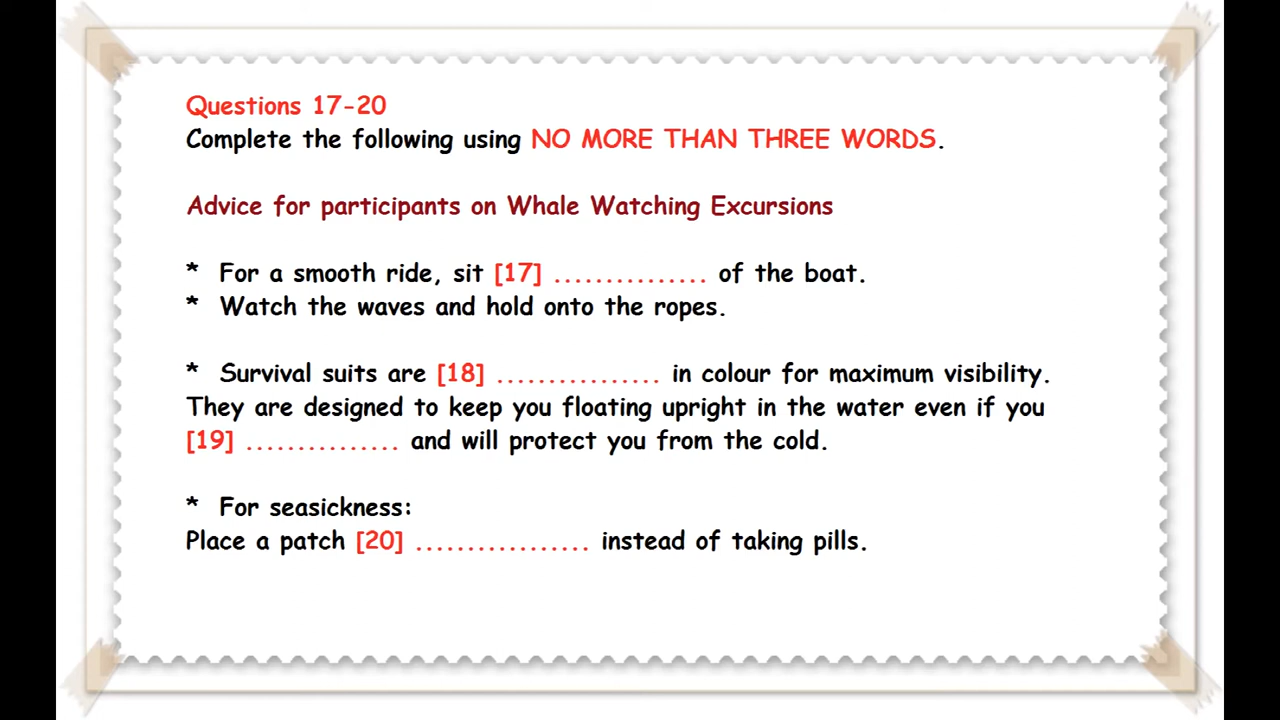 Questions 17-20
Complete the following using NO MORE THAN THREE WORDS.
Advice for participants on Whale Watching Excursions
* For a smooth ride, sit [17] ............... of the boat.
* Watch the waves and hold onto the ropes.
* Survival suits are [18] ................ in colour for maximum visibility.
They are designed to keep you floating upright in the water even if you
[19] ............... and will protect you from the cold.
* For seasickness:
Place a patch [20] ................. instead of taking pills.